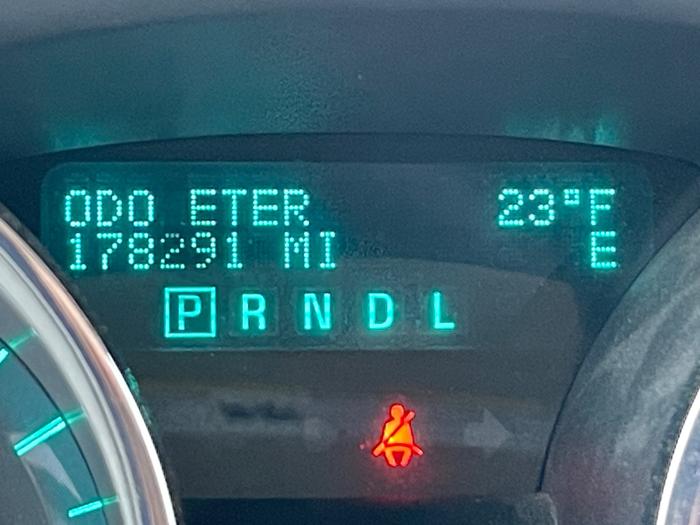 ODO ETER 23°F
178291 MI E
P R N D L